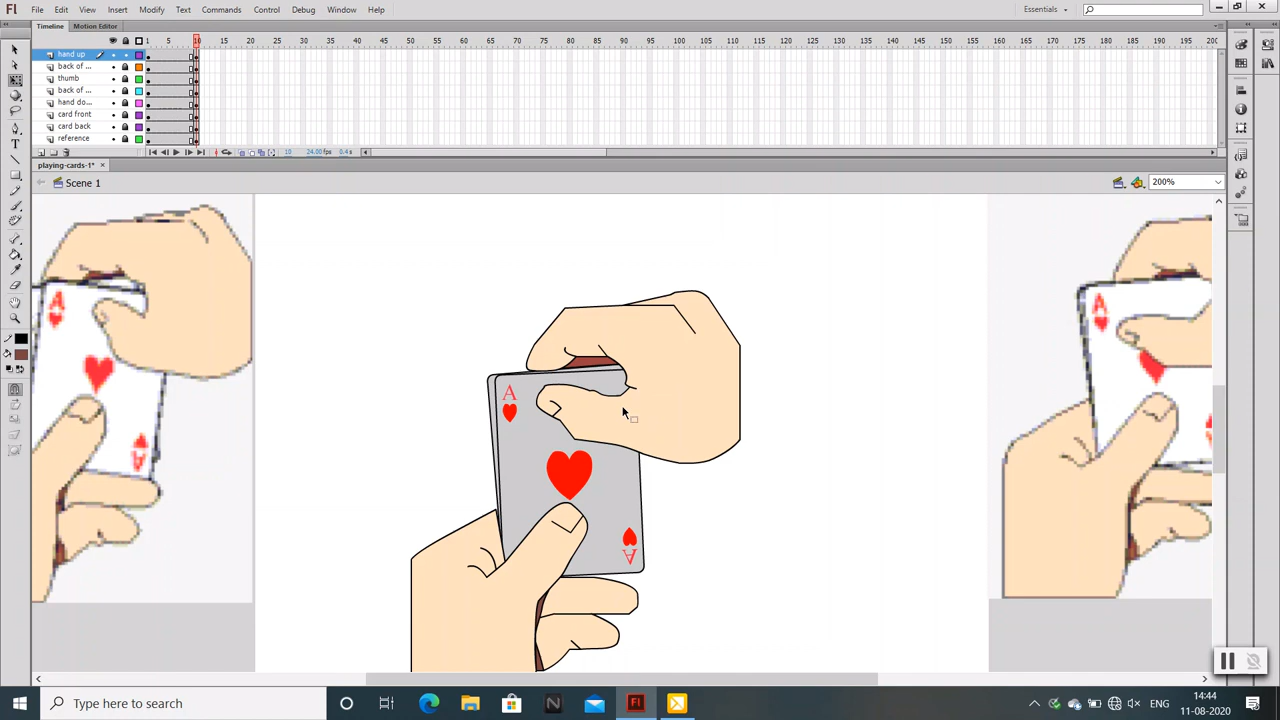 Fl File Edit View Insert Modify Text Commands Control Debug Window Help Essentials
Timeline Motion Editor
1 5 10 15 20 25 30 35 40 45 50 55 60 65 70 75 80 85 90 95 100 105 110 115 120 125 130 135 140 145 150 155 160 165 170 175 180 185 190 195 200
hand up
back of ...
thumb
back of ...
hand do...
card front
card back
reference
10 24.00 fps 0.4 s
playing-cards-1* ×
Scene 1 200%
A
A
A
A
A
Type here to search
N
Fl
ENG
14:44
11-08-2020